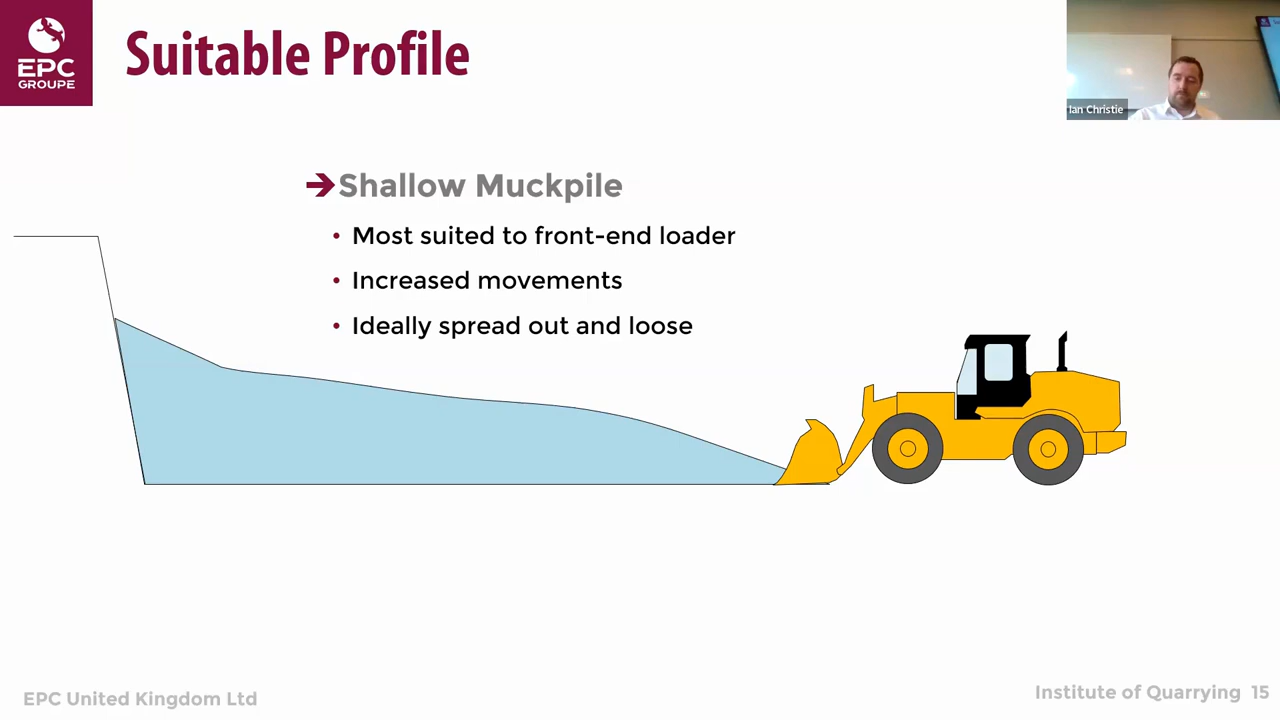 EPC
GROUPE
Suitable Profile
Ian Christie
Shallow Muckpile
• Most suited to front-end loader
• Increased movements
• Ideally spread out and loose
EPC United Kingdom Ltd
Institute of Quarrying 15